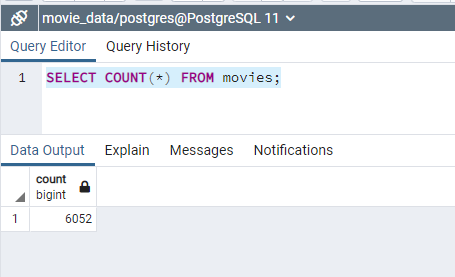 movie_data/postgres@PostgreSQL 11
Query Editor Query History
1 SELECT COUNT(*) FROM movies;
Data Output Explain Messages Notifications
count
bigint
1 6052